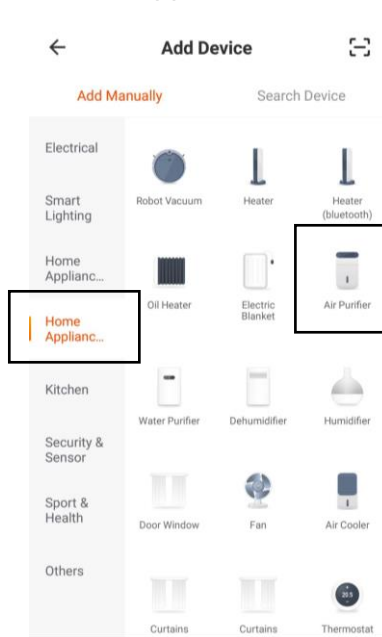 Add Device
Add Manually
Search Device
Electrical
Smart
Lighting
Home
Applianc...
Home
Applianc...
Kitchen
Security &
Sensor
Sport &
Health
Others
Robot Vacuum
Heater
Heater
(bluetooth)
Oil Heater
Electric
Blanket
Air Purifier
Water Purifier
Dehumidifier
Humidifier
Door Window
Fan
Air Cooler
Curtains
Curtains
20.5
Thermostat